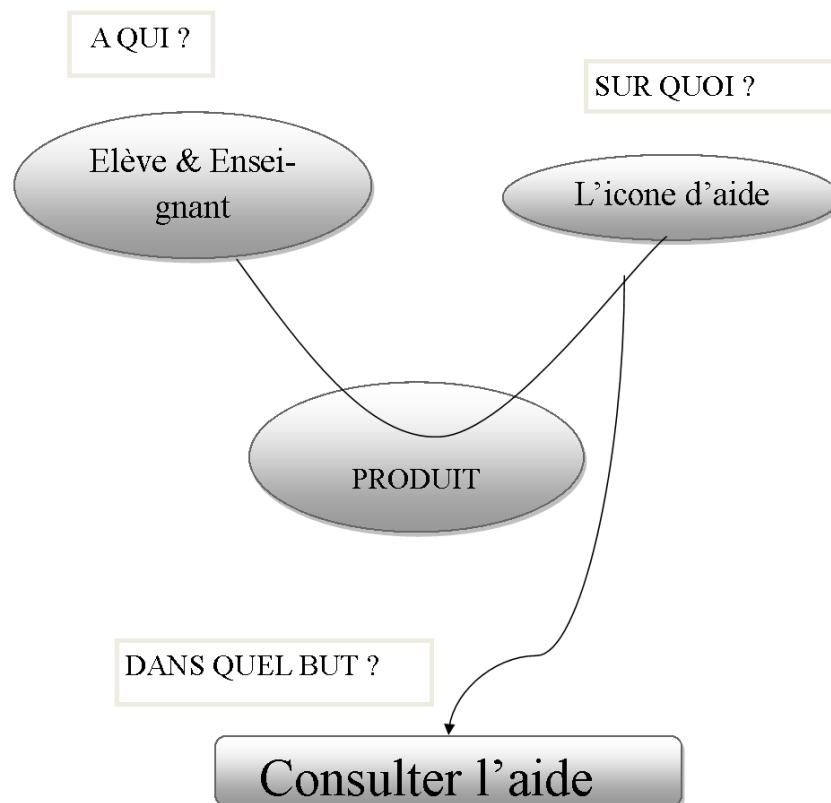 A QUI ?
SUR QUOI ?
Elève & Ensei-
gnant
L’icone d’aide
PRODUIT
DANS QUEL BUT ?
Consulter l’aide